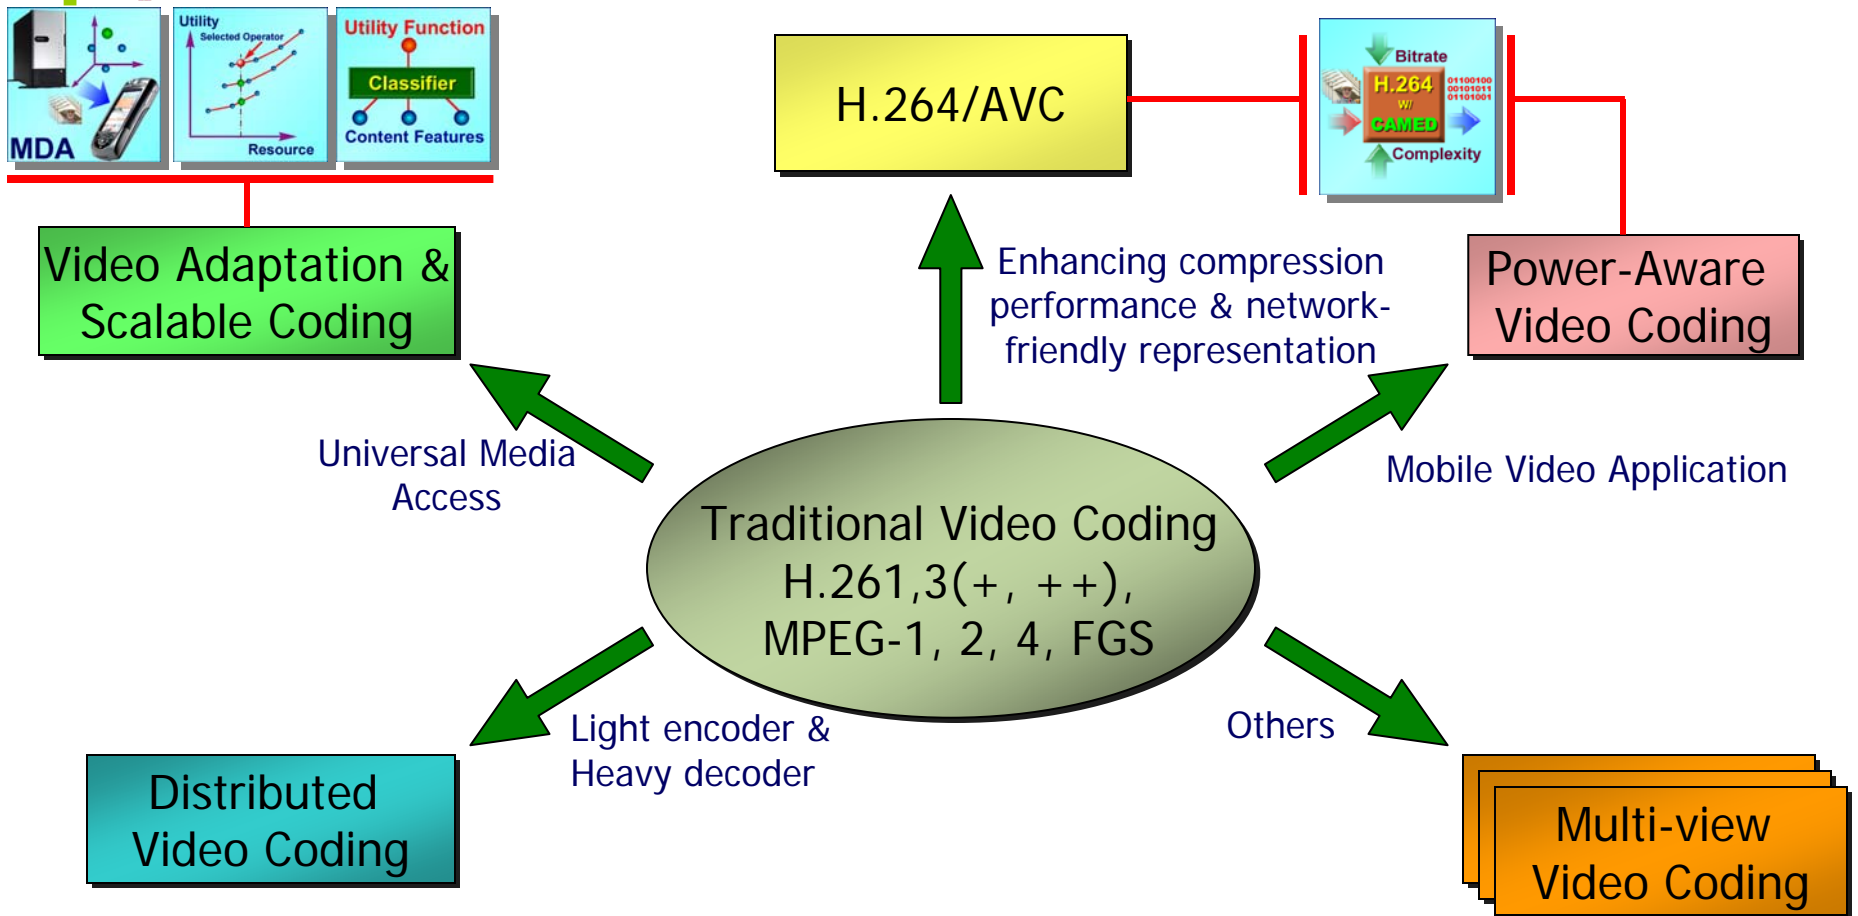 MDA
Utility
Selected Operator
Resource
Utility Function
Classifier
Content Features
H.264/AVC
Bitrate
H.264
W/
CAMED
01100100
00101011
01101001
Complexity
Video Adaptation &
Scalable Coding
Enhancing compression
performance & network-
friendly representation
Power-Aware
Video Coding
Universal Media
Access
Mobile Video Application
Traditional Video Coding
H.261,3(+, ++),
MPEG-1, 2, 4, FGS
Light encoder &
Heavy decoder
Others
Distributed
Video Coding
Multi-view
Video Coding